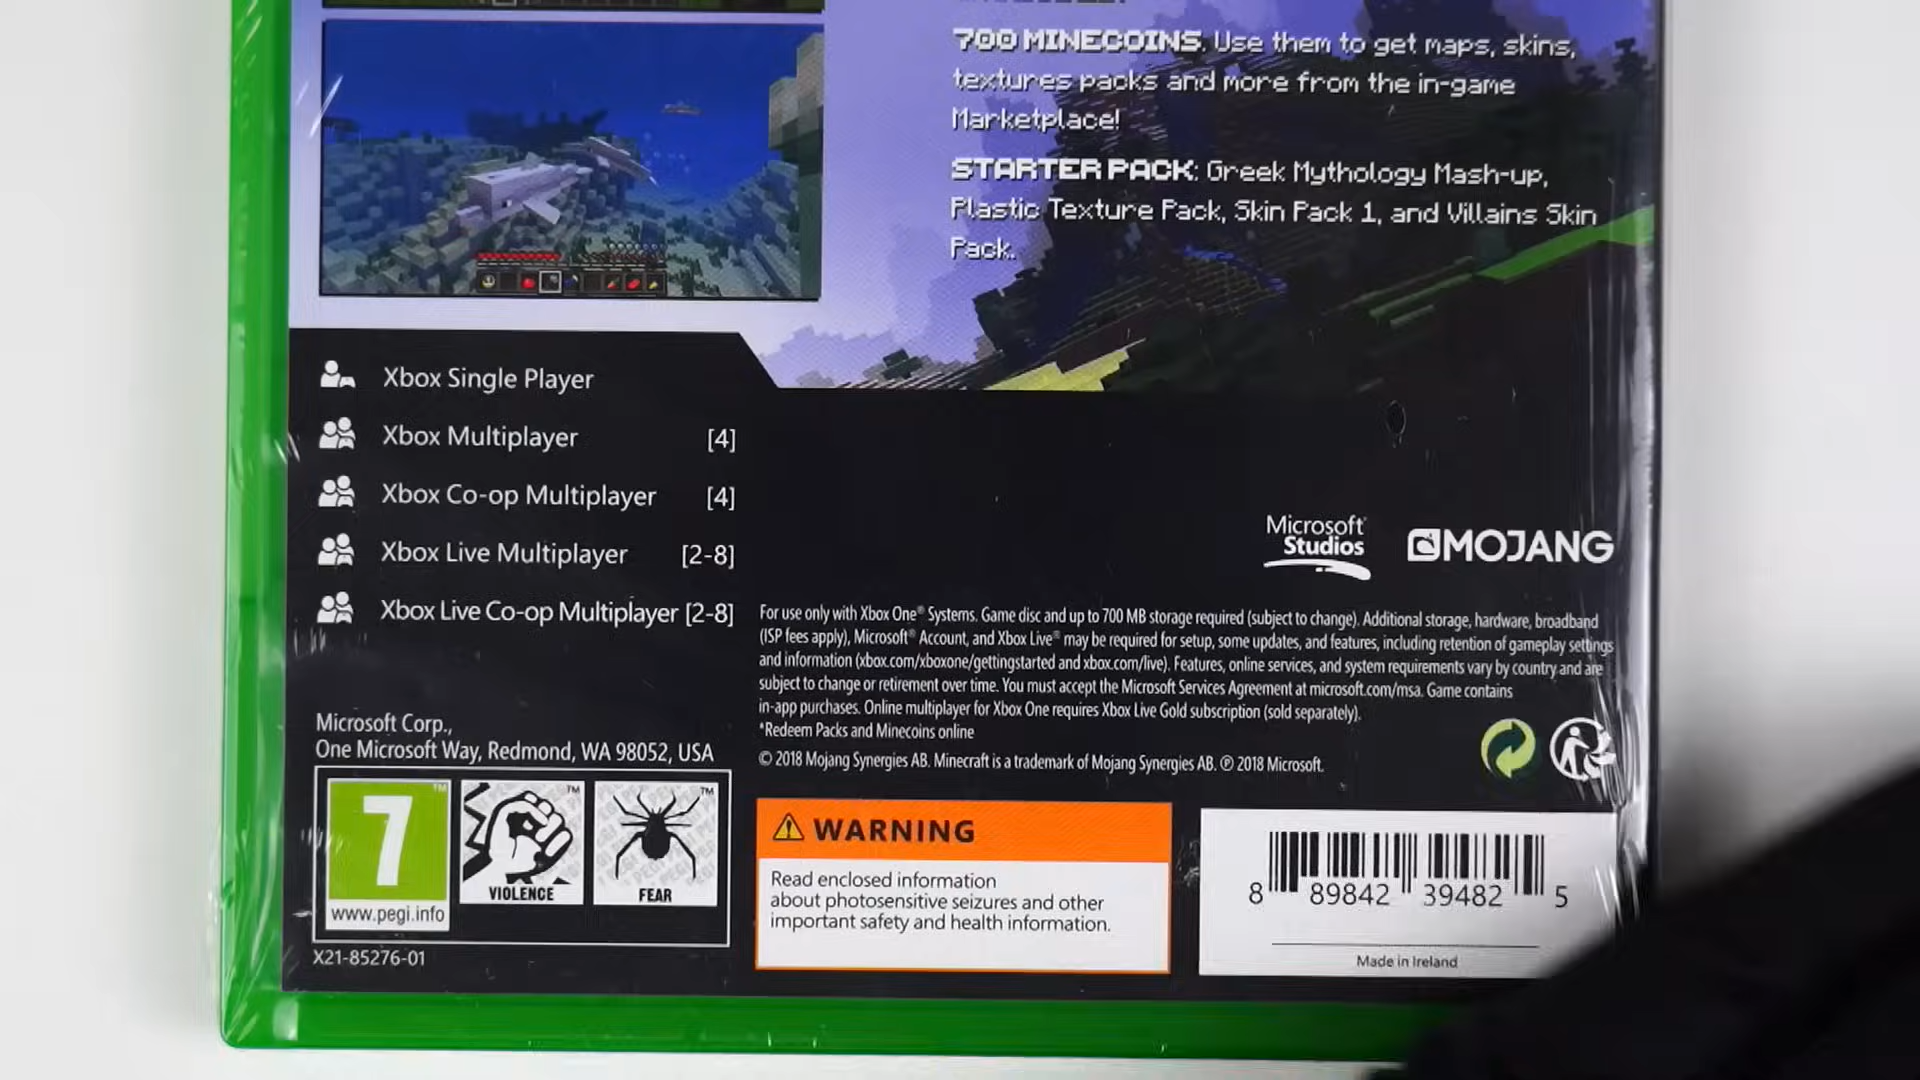 700 MINECOINS. Use them to get maps, skins,
textures packs and more from the in-game
Marketplace!
STARTER PACK: Greek Mythology Mash-up,
Plastic Texture Pack, Skin Pack 1, and Villains Skin
Pack.
Xbox Single Player
Xbox Multiplayer [4]
Xbox Co-op Multiplayer [4]
Xbox Live Multiplayer [2-8]
Xbox Live Co-op Multiplayer [2-8]
Microsoft Corp.,
One Microsoft Way, Redmond, WA 98052, USA
7 ™
www.pegi.info
VIOLENCE ™
FEAR ™
X21-85276-01
Microsoft®
Studios
MOJANG
For use only with Xbox One® Systems. Game disc and up to 700 MB storage required (subject to change). Additional storage, hardware, broadband
(ISP fees apply), Microsoft® Account, and Xbox Live® may be required for setup, some updates, and features, including retention of gameplay settings
and information (xbox.com/xboxone/gettingstarted and xbox.com/live). Features, online services, and system requirements vary by country and are
subject to change or retirement over time. You must accept the Microsoft Services Agreement at microsoft.com/msa. Game contains
in-app purchases. Online multiplayer for Xbox One requires Xbox Live Gold subscription (sold separately).
*Redeem Packs and Minecoins online
© 2018 Mojang Synergies AB. Minecraft is a trademark of Mojang Synergies AB. ℗ 2018 Microsoft.
WARNING
Read enclosed information
about photosensitive seizures and other
important safety and health information.
8 89842 39482 5
Made in Ireland